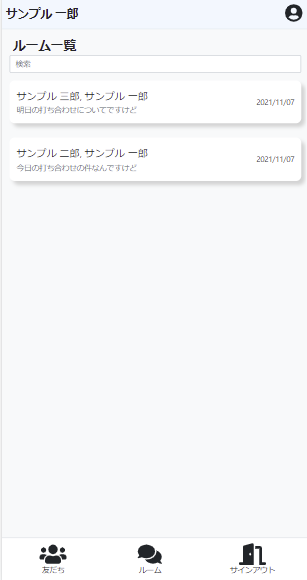 サンプル 一郎
ルーム一覧
検索
サンプル 三郎, サンプル 一郎
2021/11/07
明日の打ち合わせについてですけど
サンプル 二郎, サンプル 一郎
2021/11/07
今日の打ち合わせの件なんですけど
友だち
ルーム
サインアウト